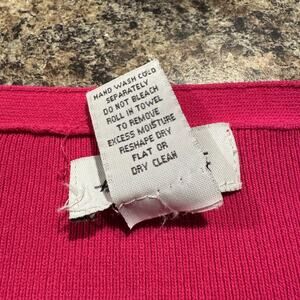 HAND WASH COLD
SEPARATELY
DO NOT BLEACH
ROLL IN TOWEL
TO REMOVE
EXCESS MOISTURE
RESHAPE DRY
FLAT OR
DRY CLEAN